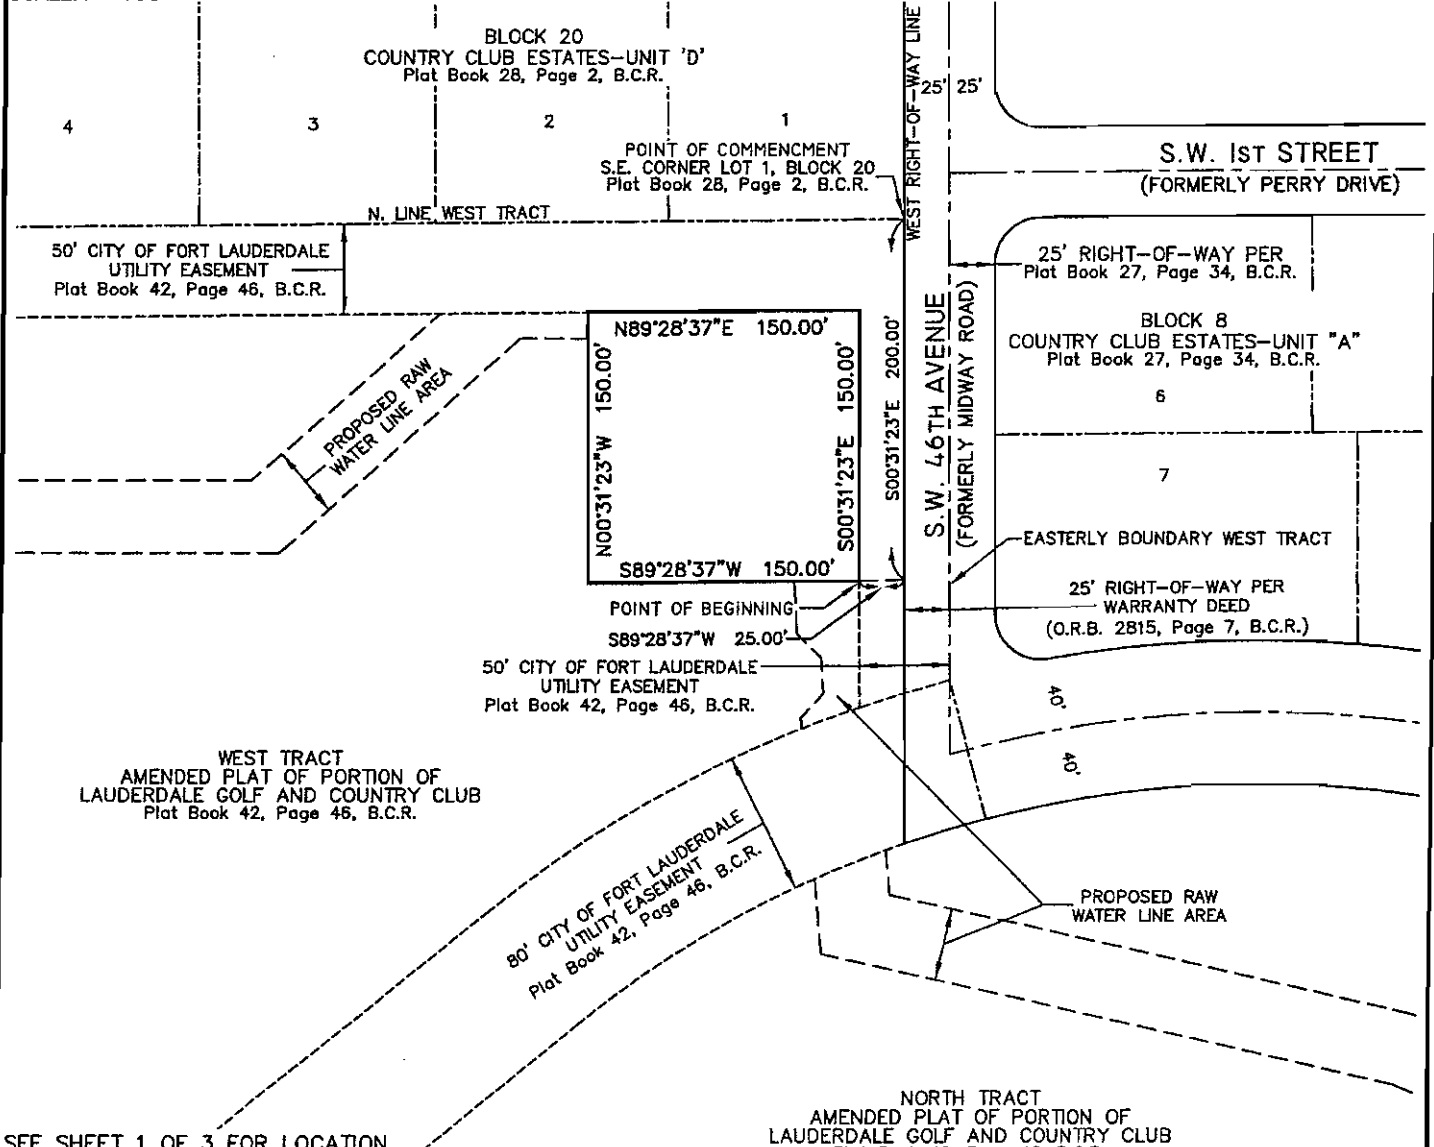 BLOCK 20
COUNTRY CLUB ESTATES-UNIT 'D'
Plat Book 28, Page 2, B.C.R.
4
3
2
1
POINT OF COMMENCMENT
S.E. CORNER LOT 1, BLOCK 20
Plat Book 28, Page 2, B.C.R.
WEST RIGHT-OF-WAY LINE
25' 25'
S.W. 1ST STREET
(FORMERLY PERRY DRIVE)
N. LINE WEST TRACT
50' CITY OF FORT LAUDERDALE
UTILITY EASEMENT
Plat Book 42, Page 46, B.C.R.
25' RIGHT-OF-WAY PER
Plat Book 27, Page 34, B.C.R.
BLOCK 8
COUNTRY CLUB ESTATES-UNIT "A"
Plat Book 27, Page 34, B.C.R.
6
7
PROPOSED RAW
WATER LINE AREA
N89°28'37"E 150.00'
N00°31'23"W 150.00'
S00°31'23"E 150.00'
S89°28'37"W 150.00'
S00°31'23"E 200.00'
S.W. 46TH AVENUE
(FORMERLY MIDWAY ROAD)
EASTERLY BOUNDARY WEST TRACT
25' RIGHT-OF-WAY PER
WARRANTY DEED
(O.R.B. 2815, Page 7, B.C.R.)
POINT OF BEGINNING
S89°28'37"W 25.00'
50' CITY OF FORT LAUDERDALE
UTILITY EASEMENT
Plat Book 42, Page 46, B.C.R.
40'
40'
WEST TRACT
AMENDED PLAT OF PORTION OF
LAUDERDALE GOLF AND COUNTRY CLUB
Plat Book 42, Page 46, B.C.R.
80' CITY OF FORT LAUDERDALE
UTILITY EASEMENT
Plat Book 42, Page 46, B.C.R.
PROPOSED RAW
WATER LINE AREA
NORTH TRACT
AMENDED PLAT OF PORTION OF
LAUDERDALE GOLF AND COUNTRY CLUB
SEE SHEET 1 OF 3 FOR LOCATION